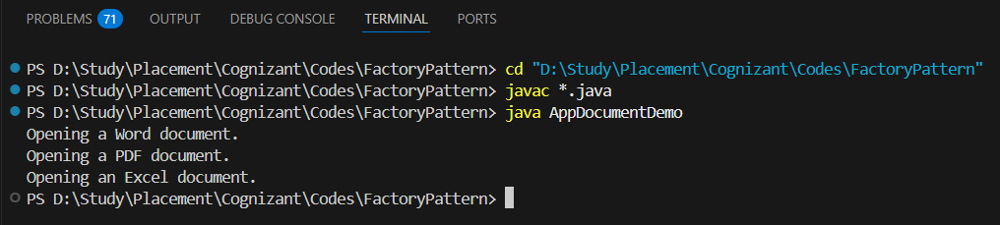 PROBLEMS 71 OUTPUT DEBUG CONSOLE TERMINAL PORTS
PS D:\Study\Placement\Cognizant\Codes\FactoryPattern> cd "D:\Study\Placement\Cognizant\Codes\FactoryPattern"
PS D:\Study\Placement\Cognizant\Codes\FactoryPattern> javac *.java
PS D:\Study\Placement\Cognizant\Codes\FactoryPattern> java AppDocumentDemo
Opening a Word document.
Opening a PDF document.
Opening an Excel document.
PS D:\Study\Placement\Cognizant\Codes\FactoryPattern>